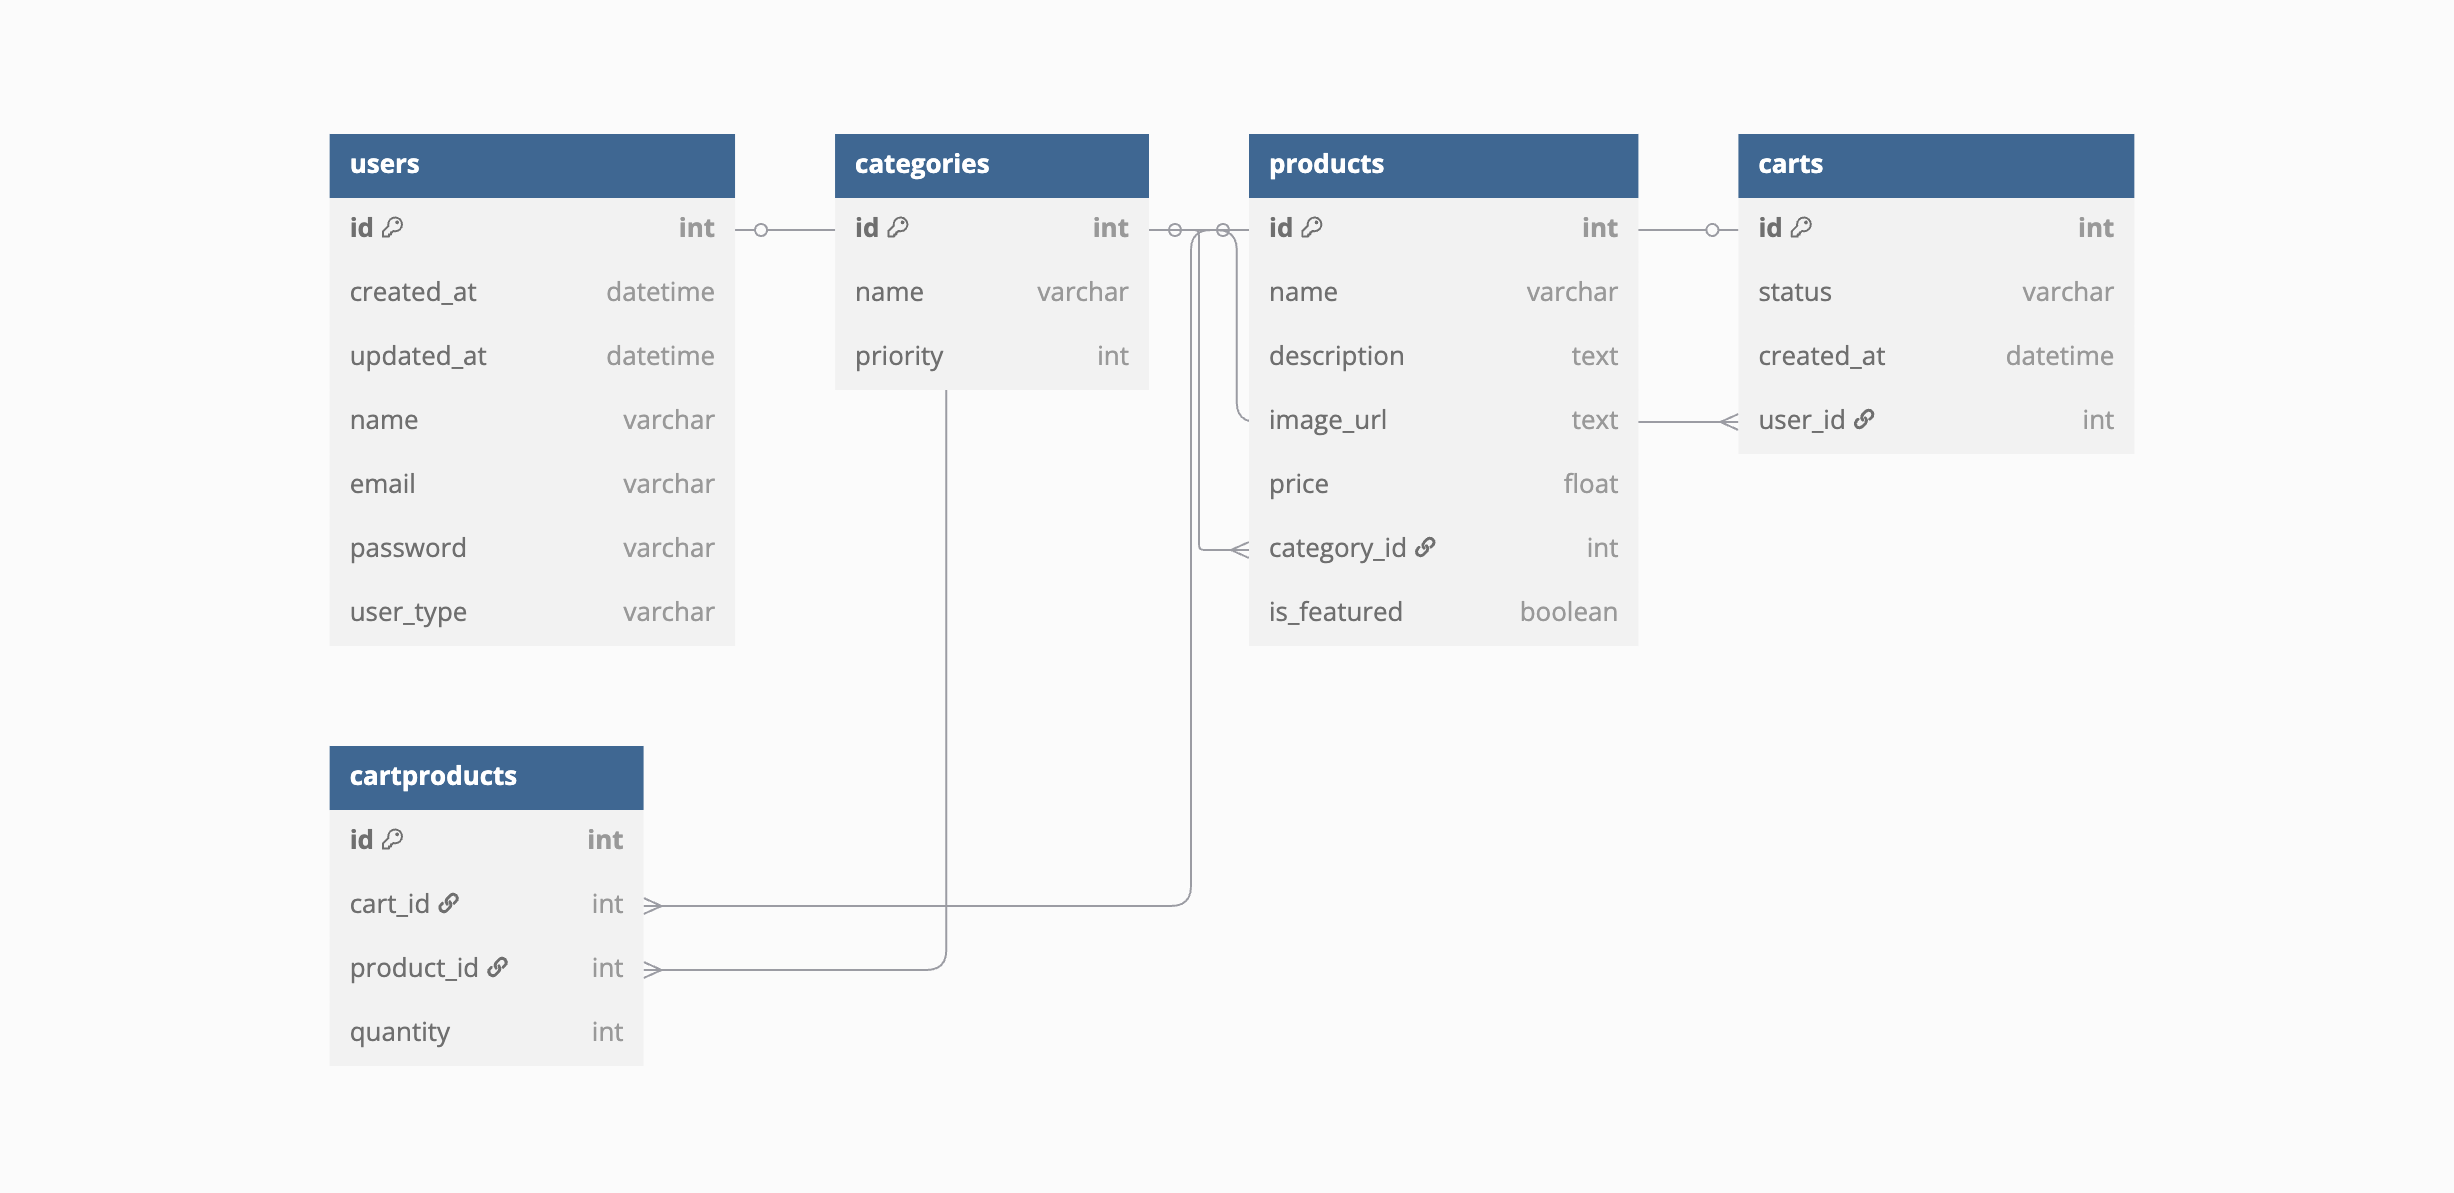 users
id int
created_at datetime
updated_at datetime
name varchar
email varchar
password varchar
user_type varchar
categories
id int
name varchar
priority int
products
id int
name varchar
description text
image_url text
price float
category_id int
is_featured boolean
carts
id int
status varchar
created_at datetime
user_id int
cartproducts
id int
cart_id int
product_id int
quantity int